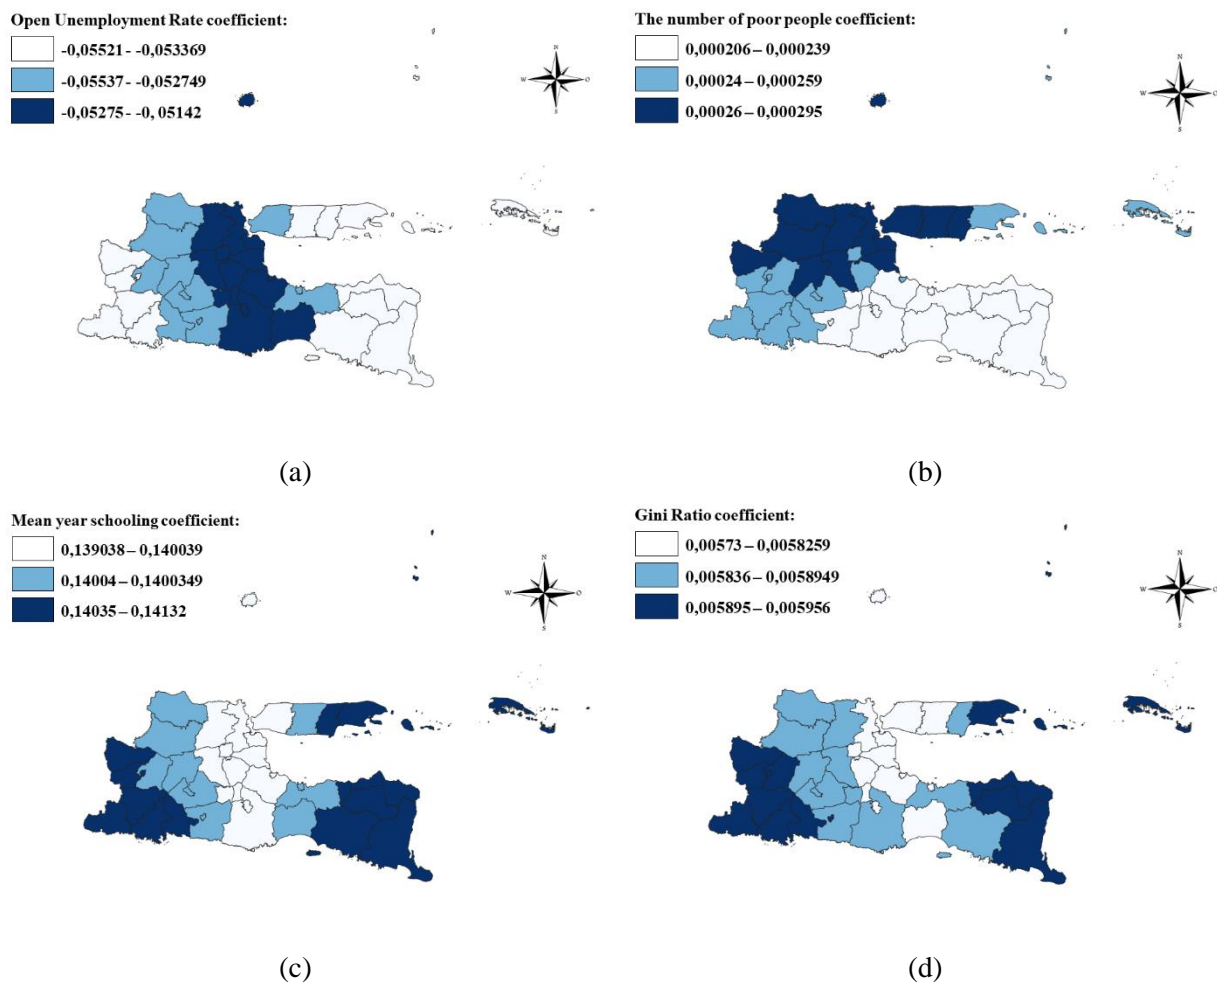 Open Unemployment Rate coefficient:
-0,05521- -0,053369
-0,05537- -0,052749
-0,05275- -0, 05142
N
W
O
S
(a)
The number of poor people coefficient:
0,000206 – 0,000239
0,00024 – 0,000259
0,00026 – 0,000295
N
W
O
S
(b)
Mean year schooling coefficient:
0,139038 – 0,140039
0,14004 – 0,1400349
0,14035 – 0,14132
N
W
O
S
(c)
Gini Ratio coefficient:
0,00573 – 0,0058259
0,005836 – 0,0058949
0,005895 – 0,005956
N
W
O
S
(d)